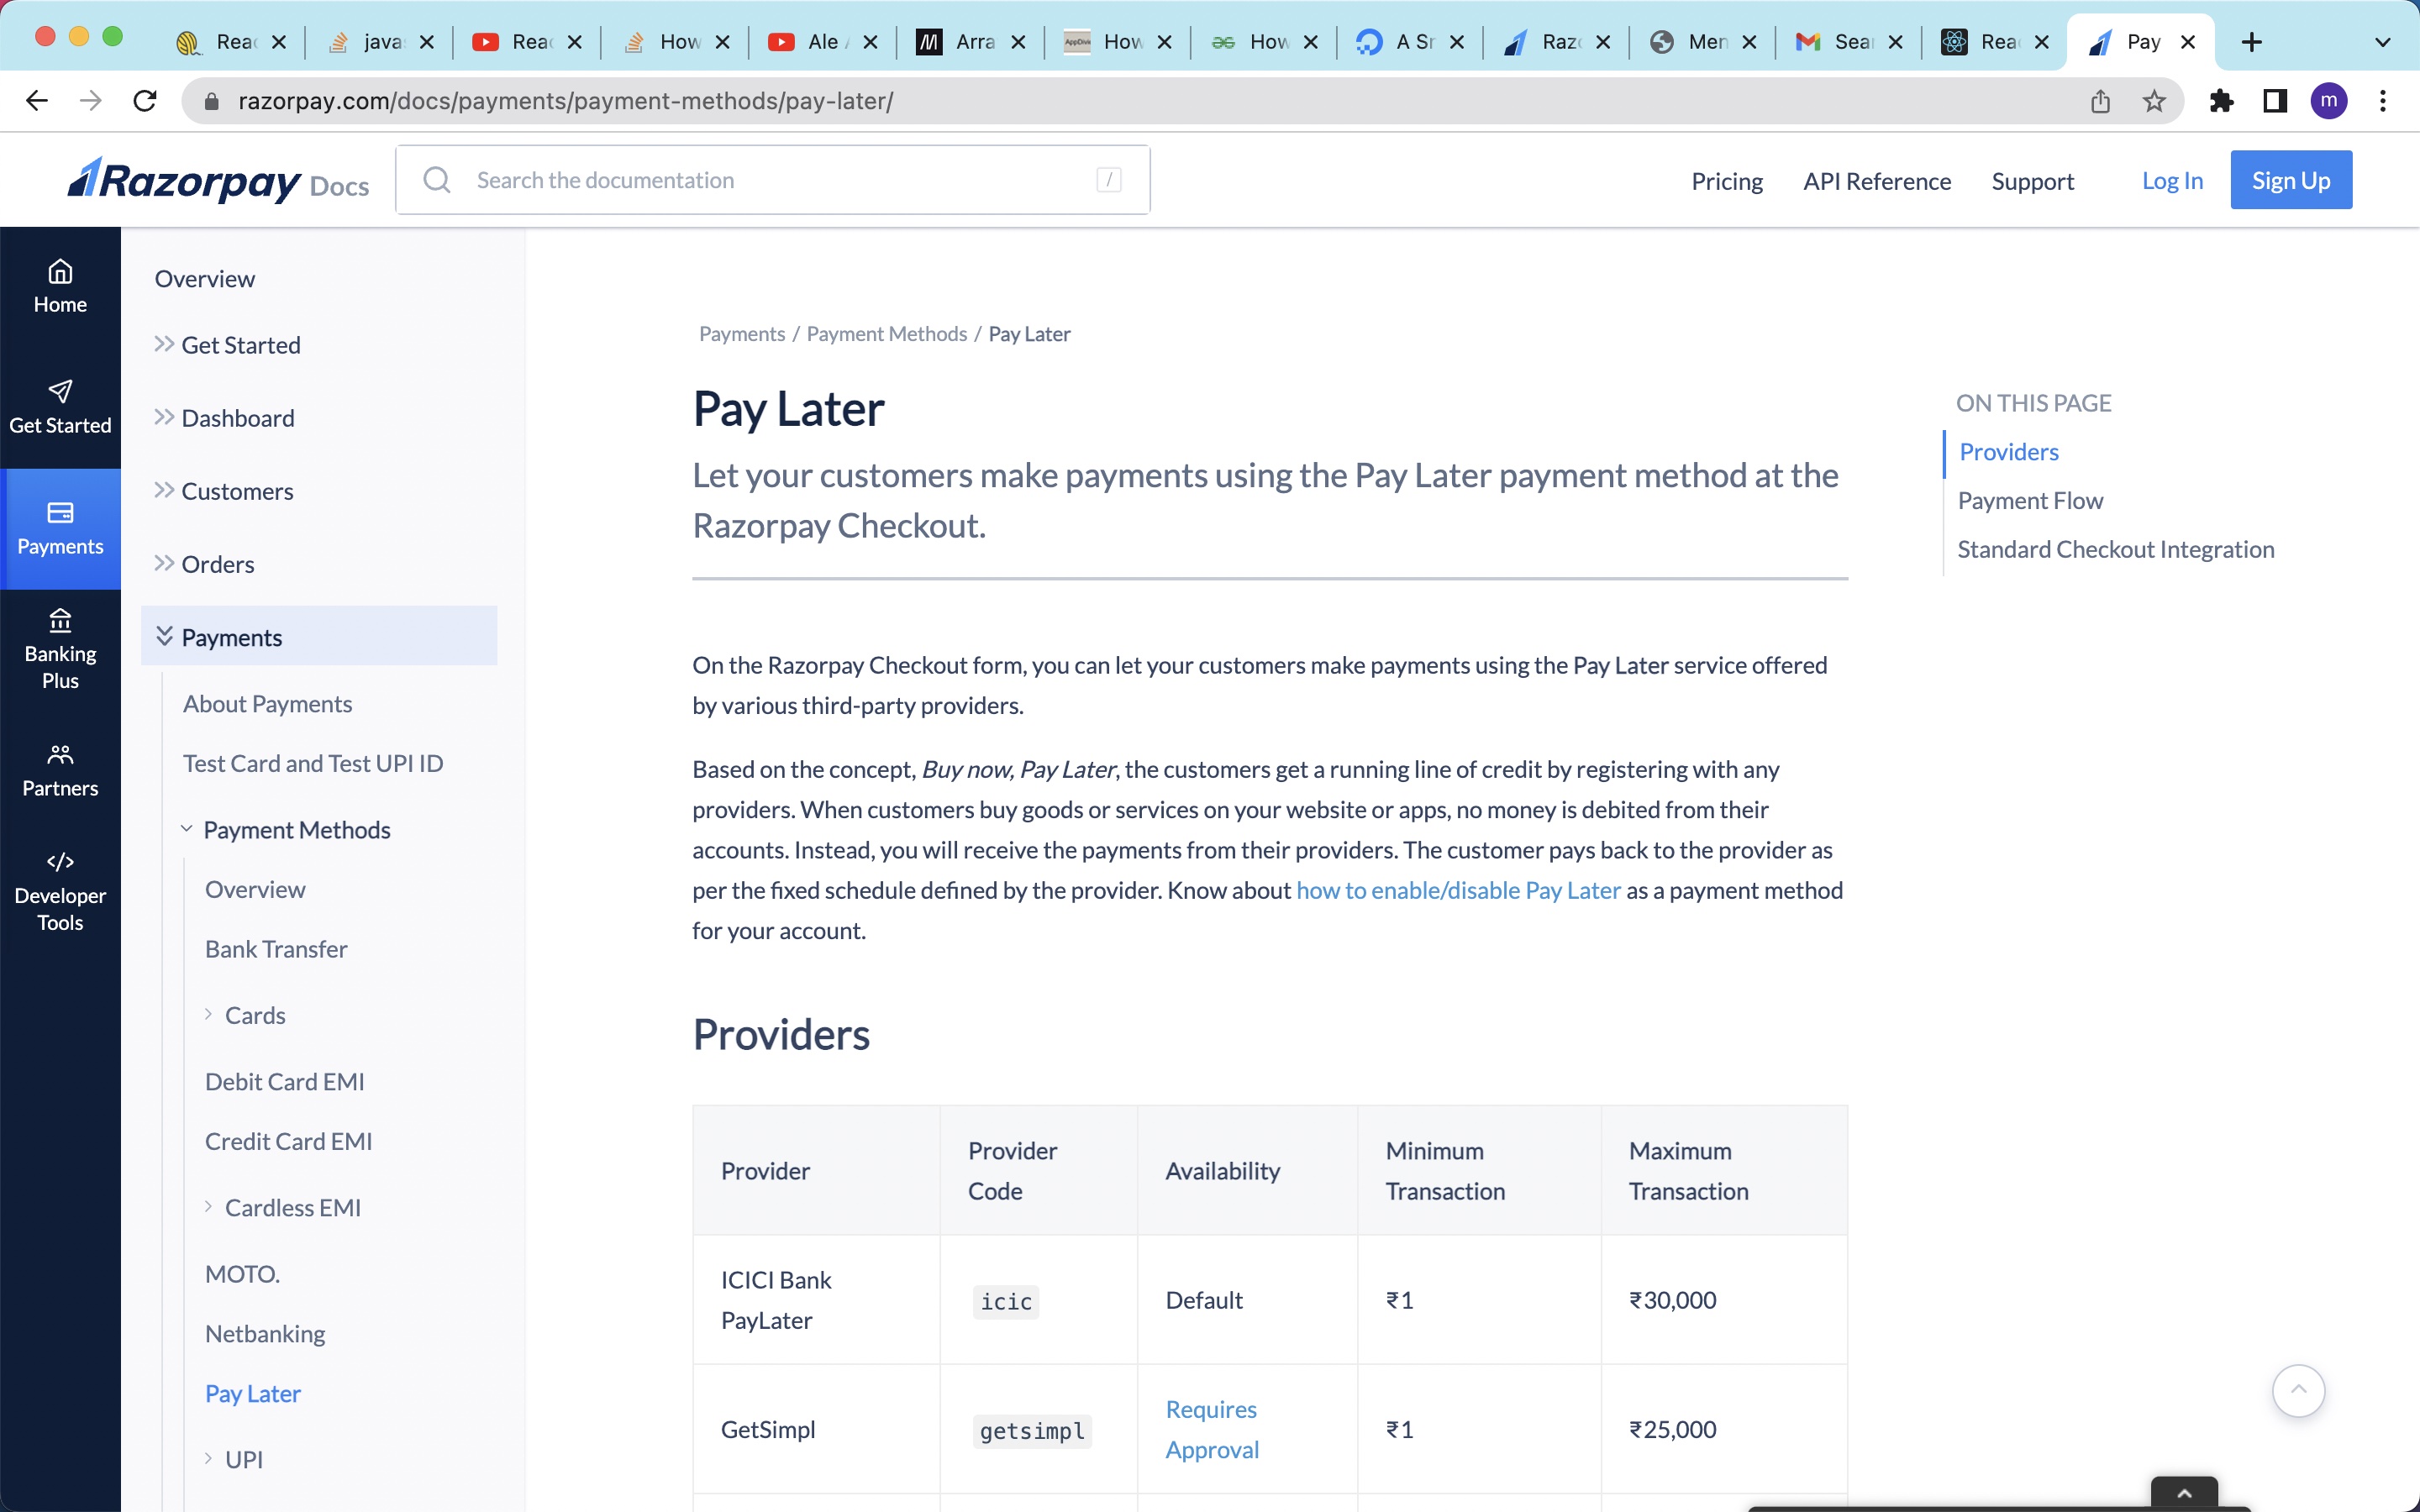 Rea
java
Rea
How
Ale
Arra
How
How
A Sr
Raz
Men
Sear
Rea
Pay
razorpay.com/docs/payments/payment-methods/pay-later/
m
Razorpay Docs
Search the documentation
/
Pricing
API Reference
Support
Log In
Sign Up
Home
Get Started
Payments
Banking
Plus
Partners
</>
Developer
Tools
Overview
Get Started
Dashboard
Customers
Orders
Payments
About Payments
Test Card and Test UPI ID
Payment Methods
Overview
Bank Transfer
Cards
Debit Card EMI
Credit Card EMI
Cardless EMI
MOTO.
Netbanking
Pay Later
UPI
Payments / Payment Methods / Pay Later
Pay Later
Let your customers make payments using the Pay Later payment method at the
Razorpay Checkout.
On the Razorpay Checkout form, you can let your customers make payments using the Pay Later service offered
by various third-party providers.
Based on the concept, Buy now, Pay Later, the customers get a running line of credit by registering with any
providers. When customers buy goods or services on your website or apps, no money is debited from their
accounts. Instead, you will receive the payments from their providers. The customer pays back to the provider as
per the fixed schedule defined by the provider. Know about how to enable/disable Pay Later as a payment method
for your account.
Providers
Provider
Provider
Code
Availability
Minimum
Transaction
Maximum
Transaction
ICICI Bank
PayLater
icic
Default
₹1
₹30,000
GetSimpl
getsimpl
Requires
Approval
₹1
₹25,000
ON THIS PAGE
Providers
Payment Flow
Standard Checkout Integration